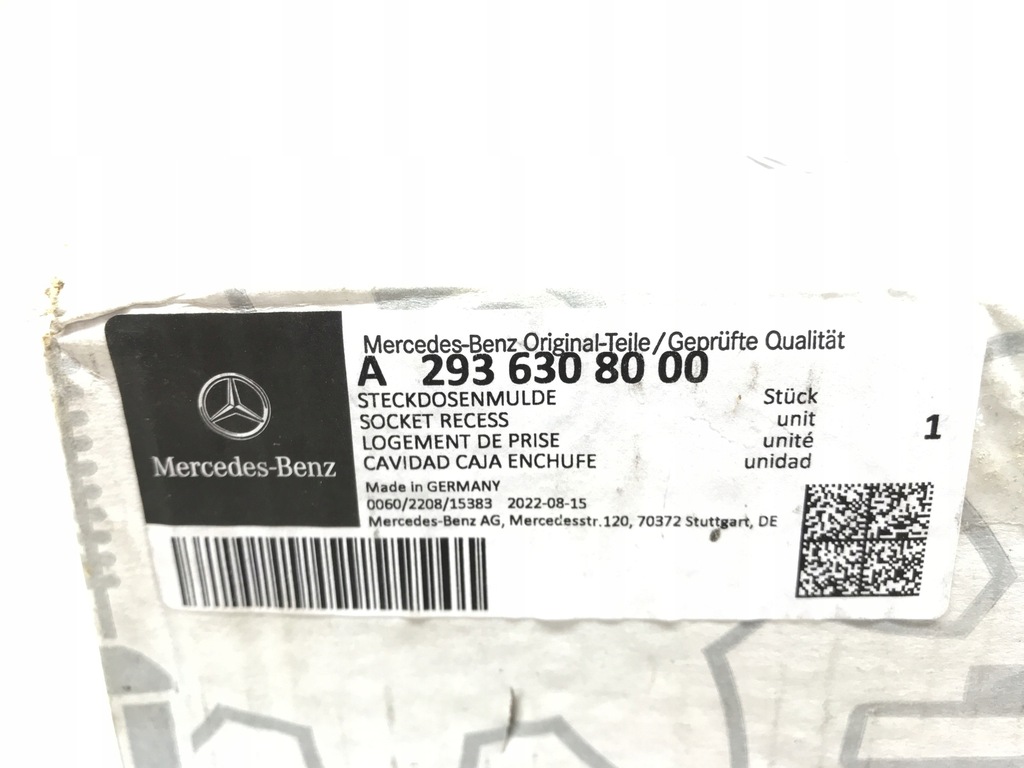 Mercedes-Benz
Mercedes-Benz Original-Teile/Geprüfte Qualität
A 293 630 80 00
STECKDOSENMULDE Stück
SOCKET RECESS unit
LOGEMENT DE PRISE unité
CAVIDAD CAJA ENCHUFE unidad
1
Made in GERMANY
0060/2208/15383 2022-08-15
Mercedes-Benz AG, Mercedesstr.120, 70372 Stuttgart, DE